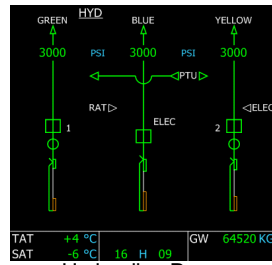 HYD
GREEN BLUE YELLOW
3000 PSI 3000 PSI 3000
PTU
RAT ELEC
ELEC
1 2
TAT +4 °C GW 64520 KG
SAT -6 °C 16 H 09